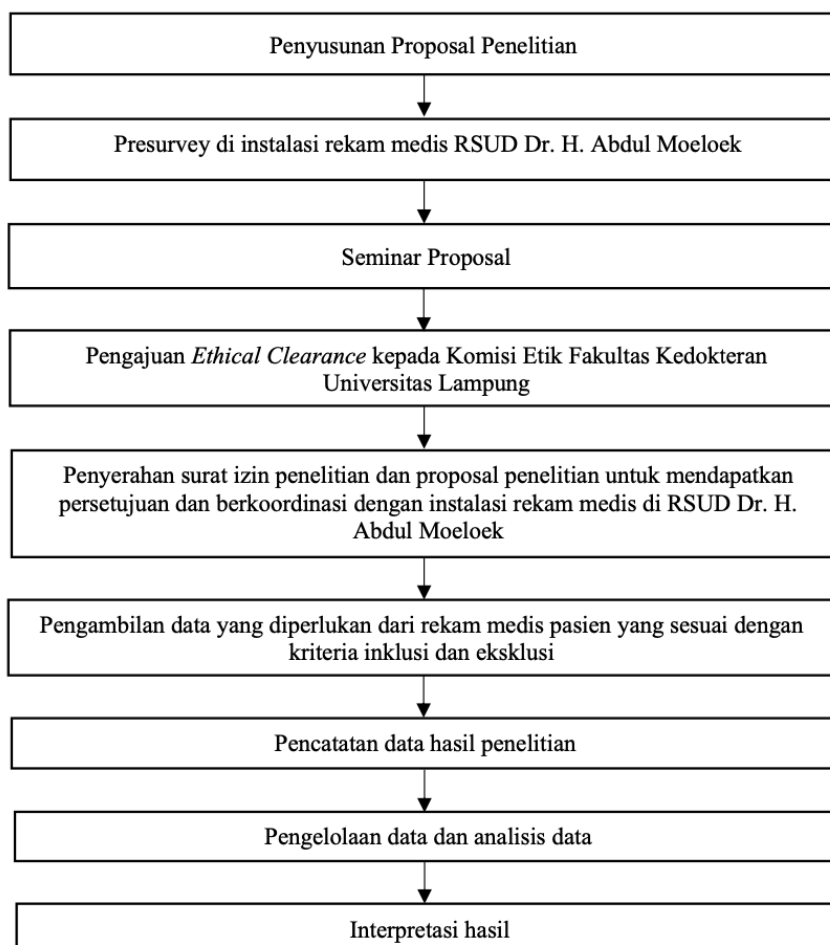 Penyusunan Proposal Penelitian
Presurvey di instalasi rekam medis RSUD Dr. H. Abdul Moeloek
Seminar Proposal
Pengajuan Ethical Clearance kepada Komisi Etik Fakultas Kedokteran
Universitas Lampung
Penyerahan surat izin penelitian dan proposal penelitian untuk mendapatkan
persetujuan dan berkoordinasi dengan instalasi rekam medis di RSUD Dr. H.
Abdul Moeloek
Pengambilan data yang diperlukan dari rekam medis pasien yang sesuai dengan
kriteria inklusi dan eksklusi
Pencatatan data hasil penelitian
Pengelolaan data dan analisis data
Interpretasi hasil